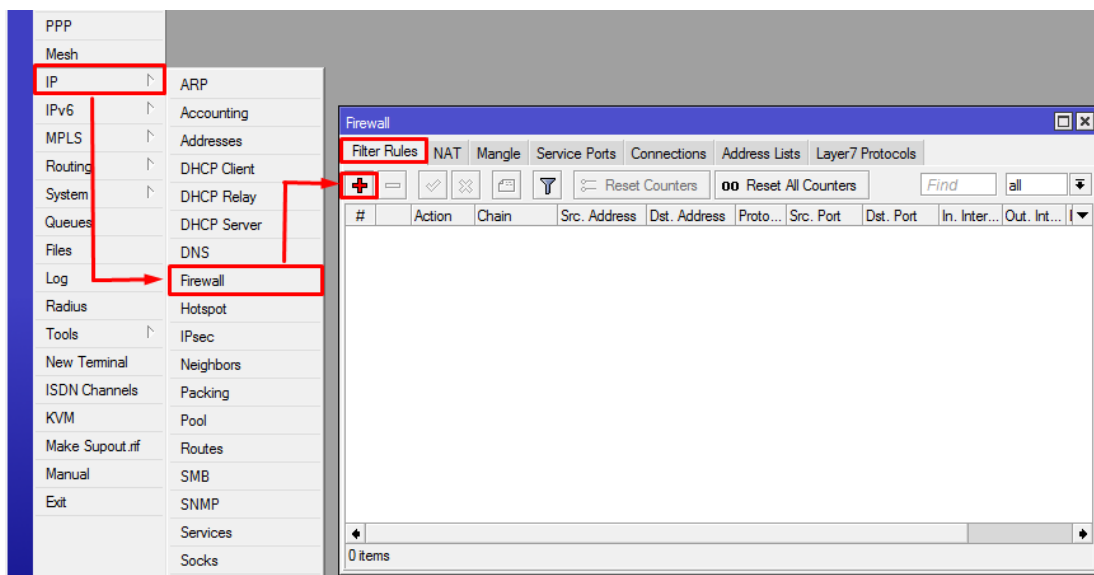 PPP
Mesh
IP
IPv6
MPLS
Routing
System
Queues
Files
Log
Radius
Tools
New Terminal
ISDN Channels
KVM
Make Supout.rif
Manual
Exit
ARP
Accounting
Addresses
DHCP Client
DHCP Relay
DHCP Server
DNS
Firewall
Hotspot
IPsec
Neighbors
Packing
Pool
Routes
SMB
SNMP
Services
Socks
Firewall
Filter Rules NAT Mangle Service Ports Connections Address Lists Layer7 Protocols
Reset Counters 00 Reset All Counters Find all
# Action Chain Src. Address Dst. Address Proto... Src. Port Dst. Port In. Inter... Out. Int...
0 items